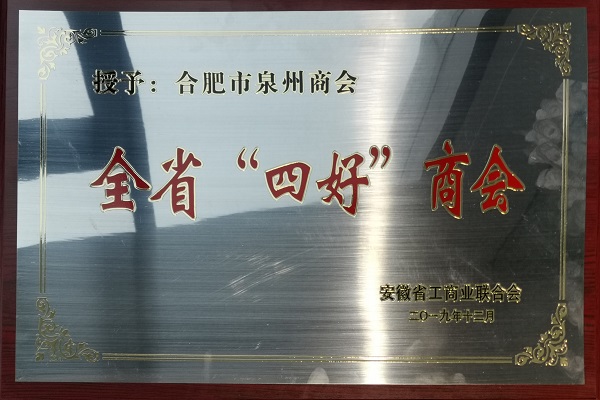 授予：合肥市泉州商会
全省“四好”商会
安徽省工商业联合会
二〇一九年十二月